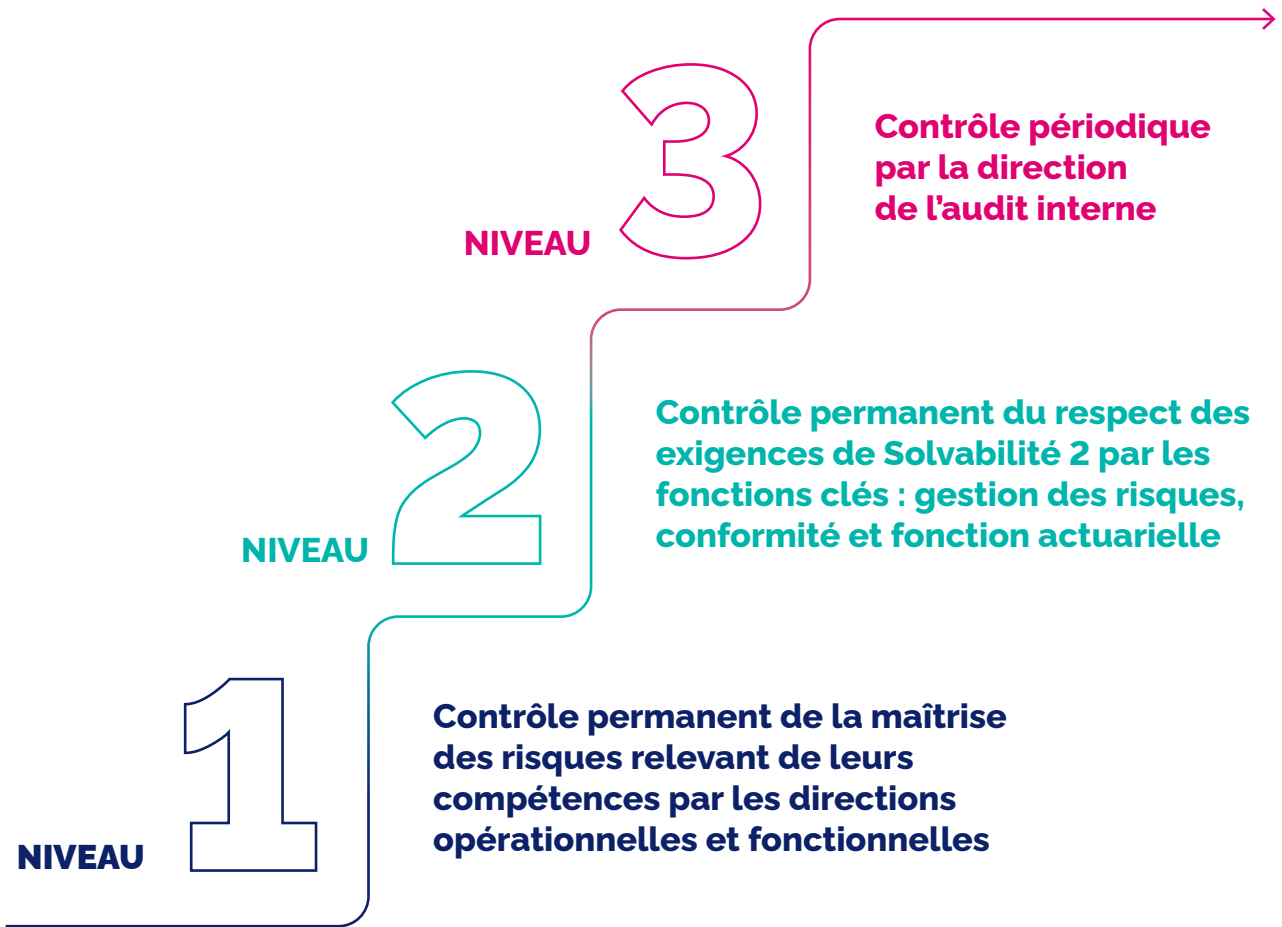 NIVEAU 3
Contrôle périodique
par la direction
de l’audit interne
NIVEAU 2
Contrôle permanent du respect des
exigences de Solvabilité 2 par les
fonctions clés : gestion des risques,
conformité et fonction actuarielle
NIVEAU 1
Contrôle permanent de la maîtrise
des risques relevant de leurs
compétences par les directions
opérationnelles et fonctionnelles